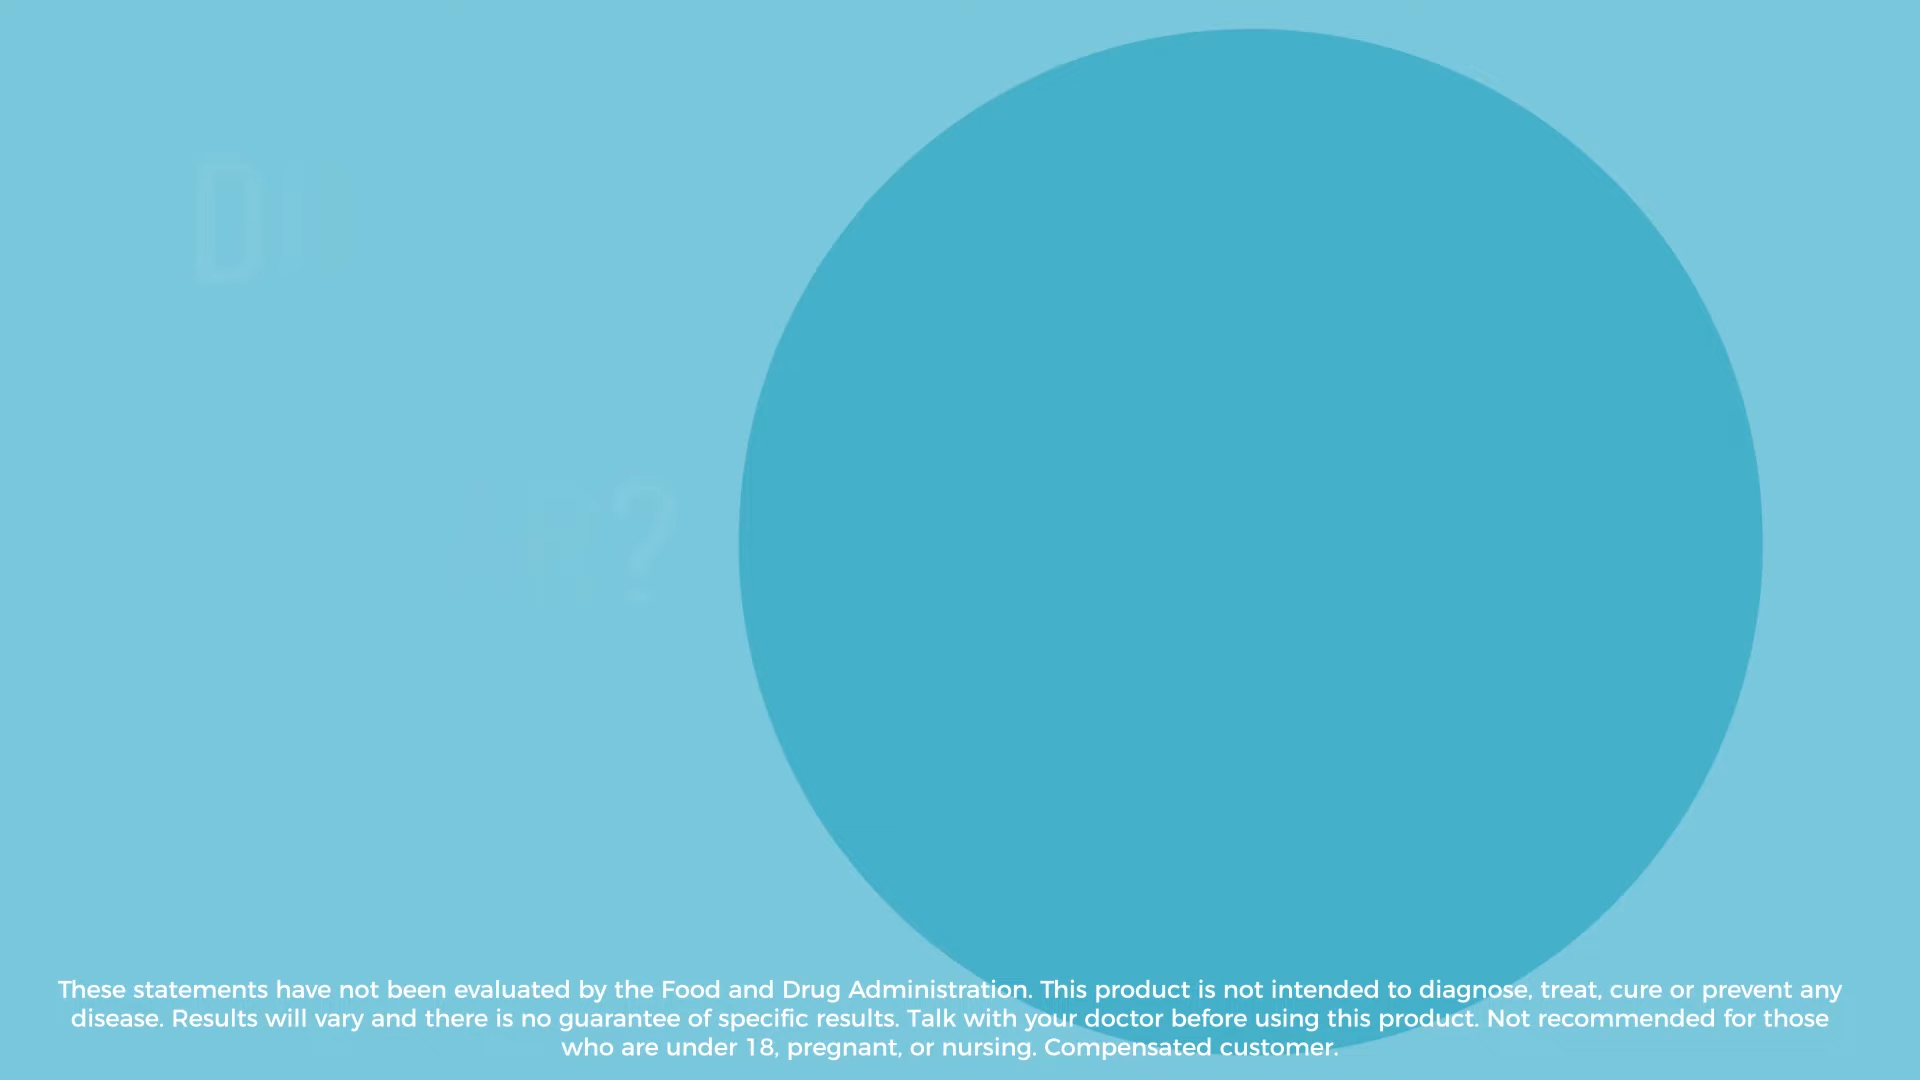 These statements have not been evaluated by the Food and Drug Administration. This product is not intended to diagnose, treat, cure or prevent any
disease. Results will vary and there is no guarantee of specific results. Talk with your doctor before using this product. Not recommended for those
who are under 18, pregnant, or nursing. Compensated customer.